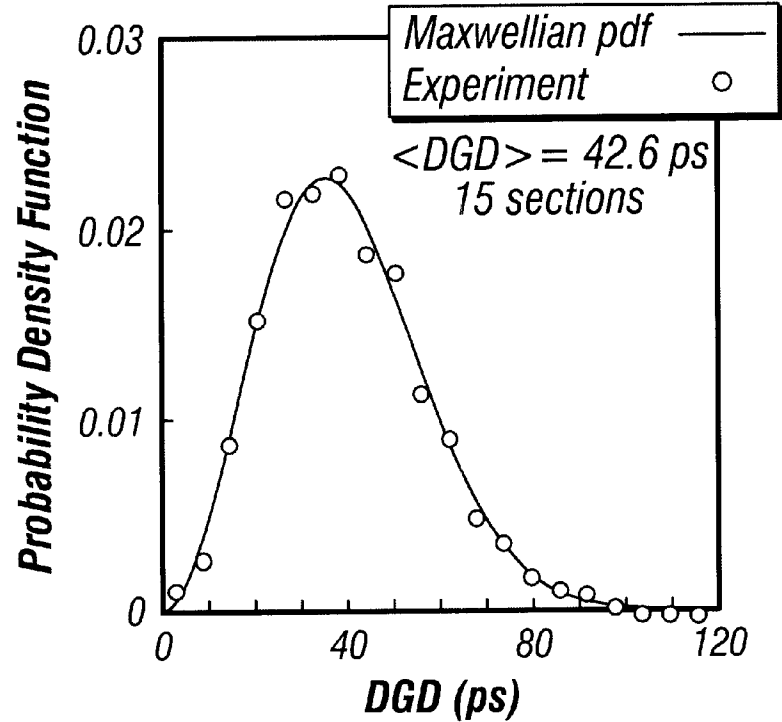 Maxwellian pdf
Experiment
<DGD> = 42.6 ps
15 sections
Probability Density Function
0.03
0.02
0.01
0
0
40
80
120
DGD (ps)